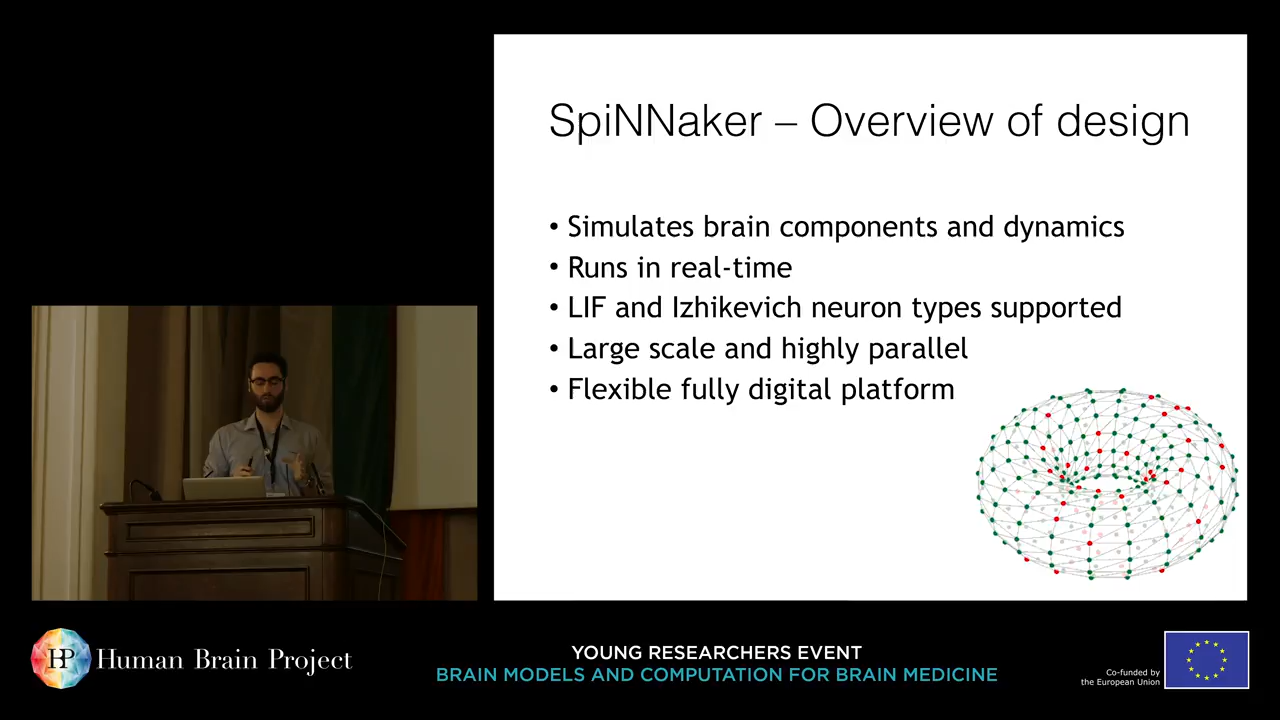 SpiNNaker – Overview of design
• Simulates brain components and dynamics
• Runs in real-time
• LIF and Izhikevich neuron types supported
• Large scale and highly parallel
• Flexible fully digital platform
HP Human Brain Project
YOUNG RESEARCHERS EVENT
BRAIN MODELS AND COMPUTATION FOR BRAIN MEDICINE
Co-funded by
the European Union